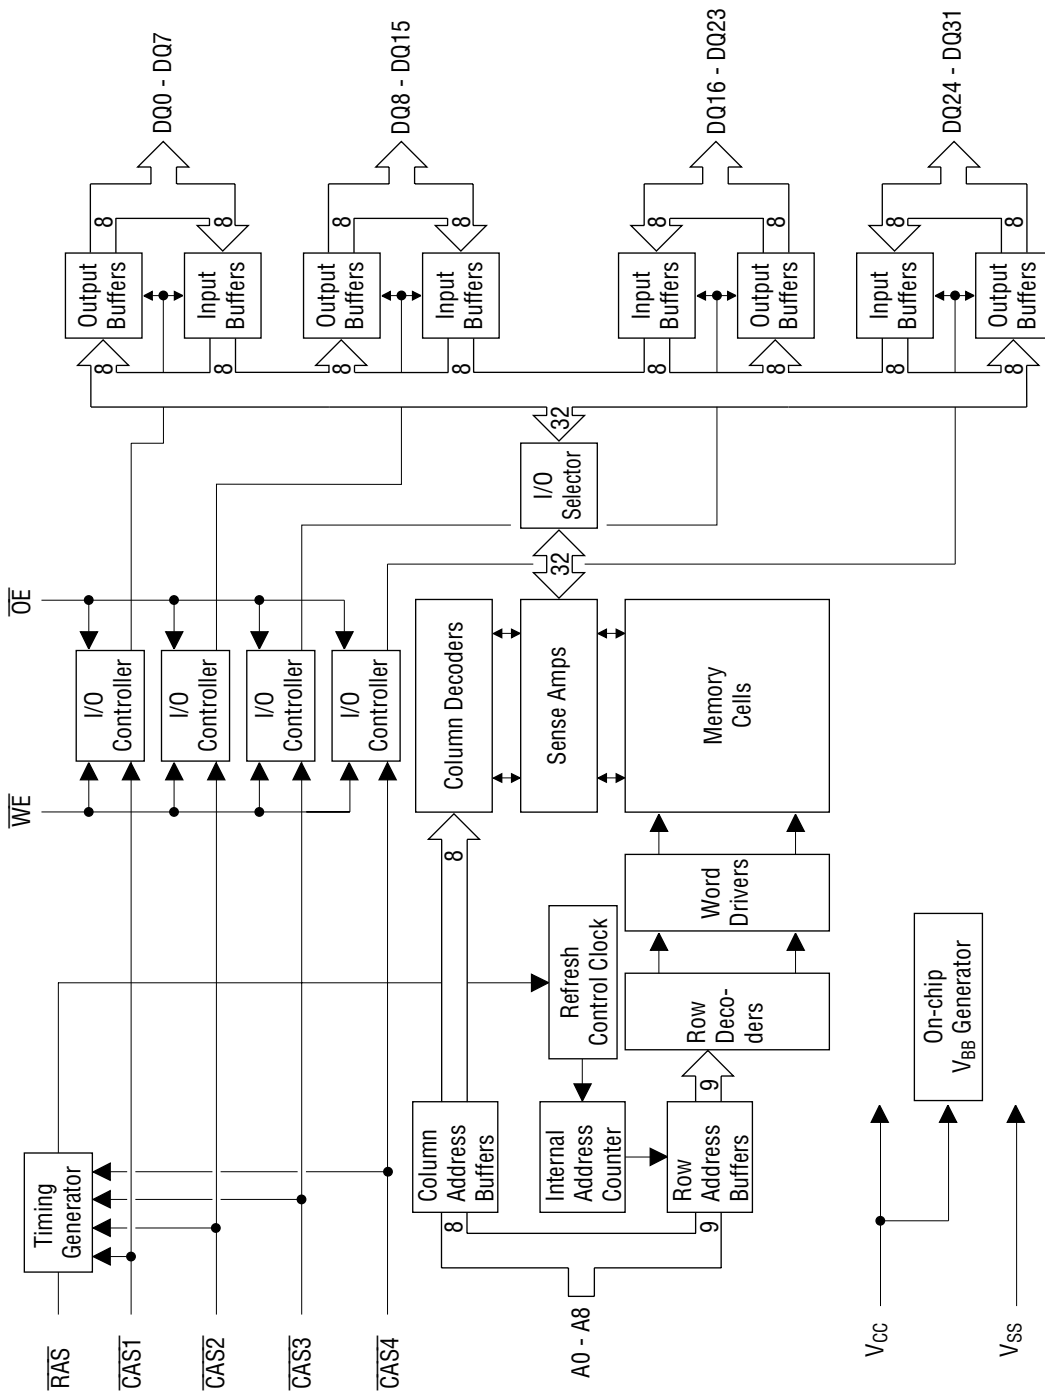 RAS
CAS1
CAS2
CAS3
CAS4
A0 - A8
VCC
VSS
Timing
Generator
Column
Address
Buffers
8
Internal
Address
Counter
Row
Address
Buffers
9
9
Refresh
Control Clock
Row
Deco-
ders
Word
Drivers
On-chip
VBB Generator
8
WE
OE
I/O
Controller
I/O
Controller
I/O
Controller
I/O
Controller
Column Decoders
Sense Amps
Memory
Cells
32
I/O
Selector
32
8
8
8
8
8
8
8
8
Output
Buffers
Input
Buffers
Output
Buffers
Input
Buffers
Input
Buffers
Output
Buffers
Input
Buffers
Output
Buffers
8
8
8
8
8
8
8
8
DQ0 - DQ7
DQ8 - DQ15
DQ16 - DQ23
DQ24 - DQ31